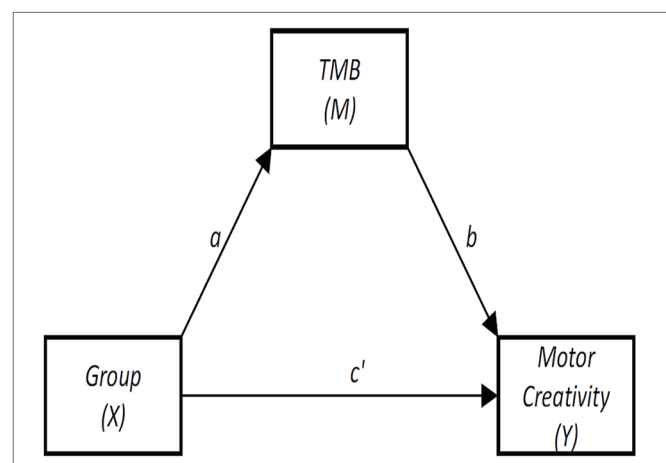 TMB
(M)
a
b
Group
(X)
c'
Motor
Creativity
(Y)